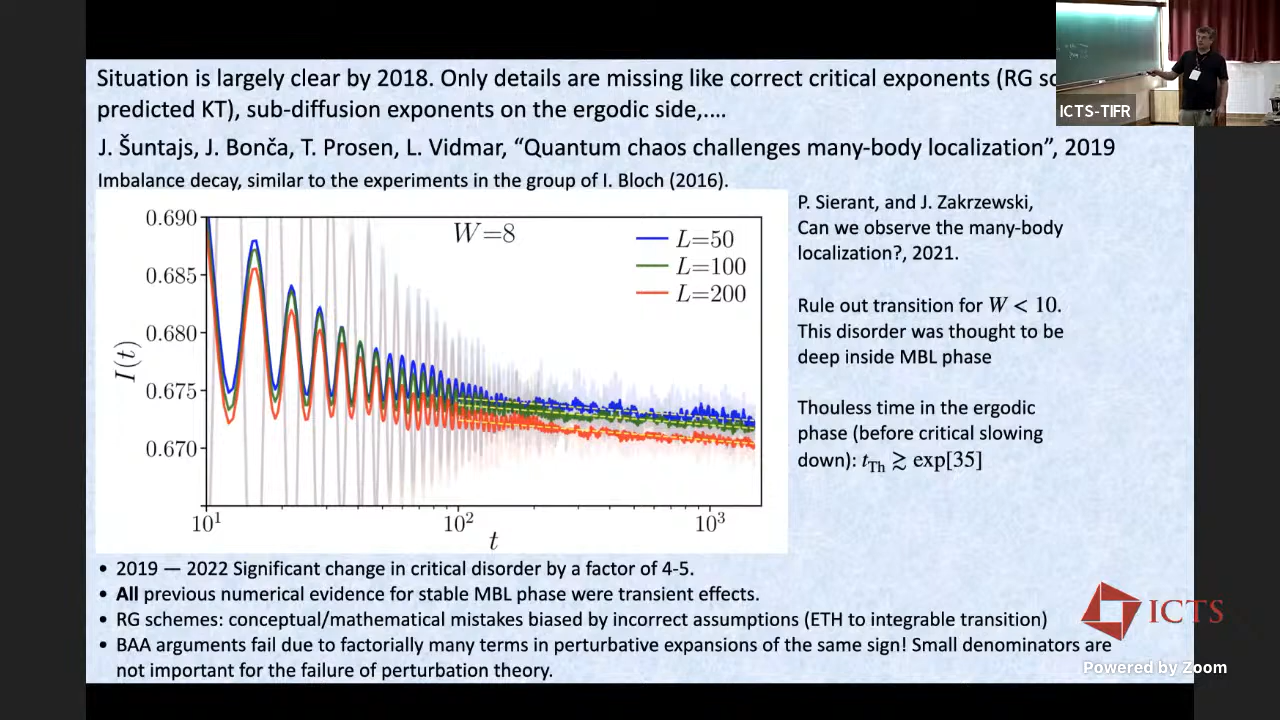 Situation is largely clear by 2018. Only details are missing like correct critical exponents (RG
predicted KT), sub-diffusion exponents on the ergodic side,....
ICTS-TIFR
J. Šuntajs, J. Bonča, T. Prosen, L. Vidmar, “Quantum chaos challenges many-body localization”, 2019
Imbalance decay, similar to the experiments in the group of I. Bloch (2016).
0.690
0.685
0.680
0.675
0.670
I(t)
W=8
L=50
L=100
L=200
10¹
10²
10³
t
P. Sierant, and J. Zakrzewski,
Can we observe the many-body
localization?, 2021.
Rule out transition for W < 10.
This disorder was thought to be
deep inside MBL phase
Thouless time in the ergodic
phase (before critical slowing
down): t_Th ≳ exp[35]
• 2019 — 2022 Significant change in critical disorder by a factor of 4-5.
• All previous numerical evidence for stable MBL phase were transient effects.
• RG schemes: conceptual/mathematical mistakes biased by incorrect assumptions (ETH to integrable transition)
• BAA arguments fail due to factorially many terms in perturbative expansions of the same sign! Small denominators are
not important for the failure of perturbation theory.
ICTS
Powered by Zoom